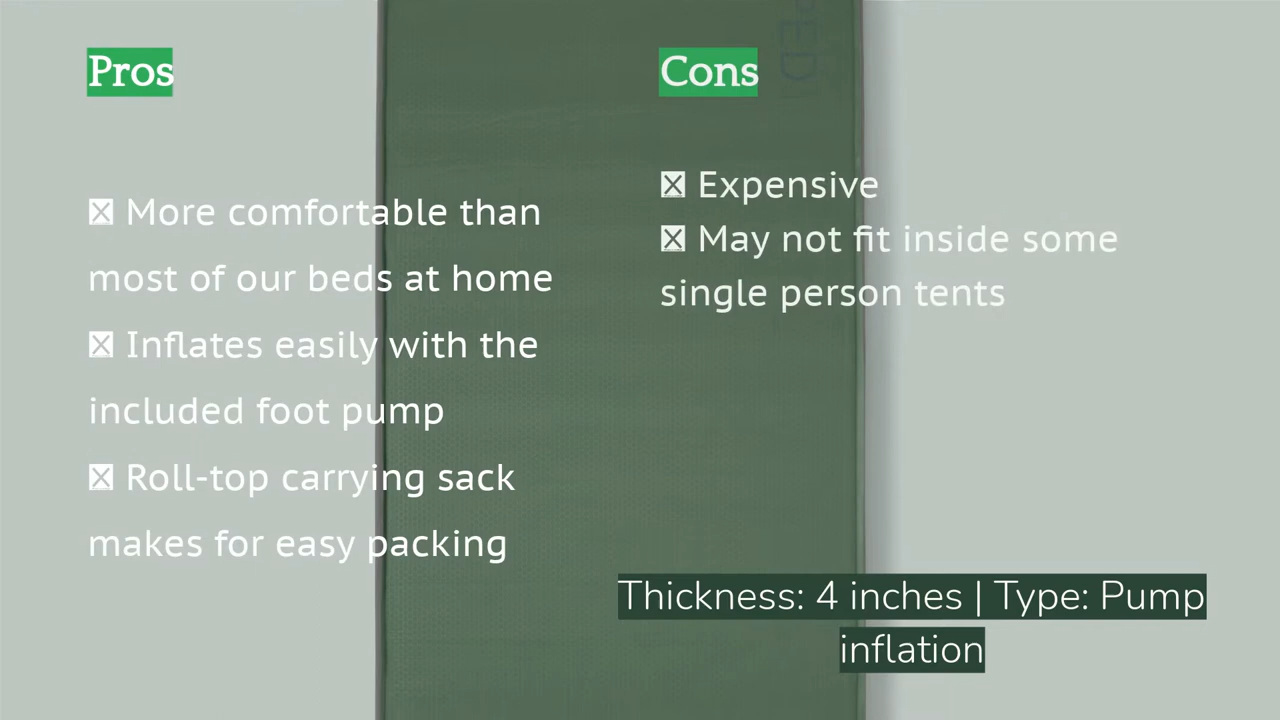 Pros
☒ More comfortable than
most of our beds at home
☒ Inflates easily with the
included foot pump
☒ Roll-top carrying sack
makes for easy packing
Cons
☒ Expensive
☒ May not fit inside some
single person tents
Thickness: 4 inches | Type: Pump
inflation